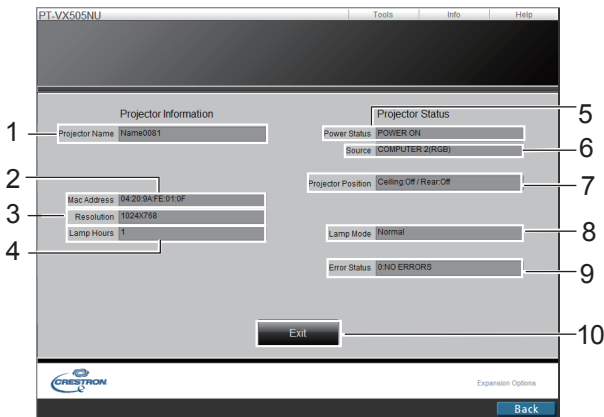 PT-VX505NU
Tools Info Help
Projector Information
Projector Status
1 Projector Name Name0081
Power Status POWER ON 5
Source COMPUTER 2(RGB) 6
2
Mac Address 04:20:9A:FE:01:0F
Projector Position Ceiling:Off / Rear:Off 7
3 Resolution 1024X768
Lamp Hours 1
4
Lamp Mode Normal 8
Error Status 0:NO ERRORS 9
Exit 10
CRESTRON
Expansion Options
Back